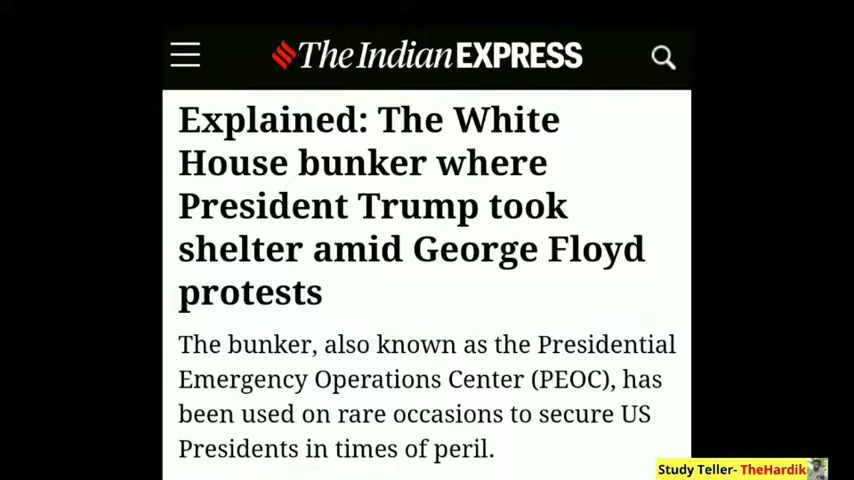 The Indian EXPRESS
Explained: The White
House bunker where
President Trump took
shelter amid George Floyd
protests
The bunker, also known as the Presidential
Emergency Operations Center (PEOC), has
been used on rare occasions to secure US
Presidents in times of peril.
Study Teller- TheHardik